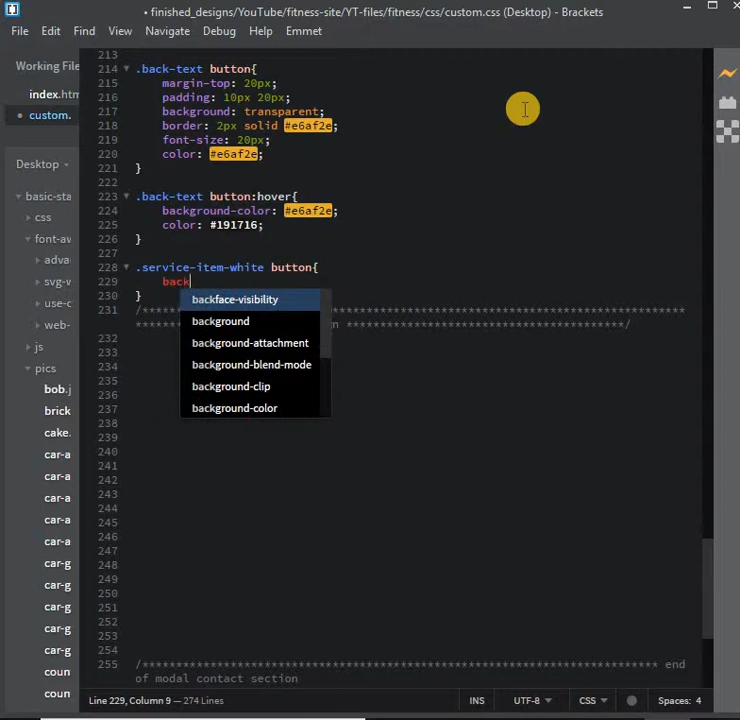 • finished_designs/YouTube/fitness-site/YT-files/fitness/css/custom.css (Desktop) - Brackets
File Edit Find View Navigate Debug Help Emmet
Working File
index.htm
• custom.
Desktop
basic-sta
css
font-aw
adva
svg-v
use-c
web-
js
pics
bob.j
brick
cake.
car-a
car-a
car-a
car-a
car-g
car-g
car-g
car-g
car-g
coun
coun
213
214 .back-text button{
215 margin-top: 20px;
216 padding: 10px 20px;
217 background: transparent;
218 border: 2px solid #e6af2e;
219 font-size: 20px;
220 color: #e6af2e;
221 }
222
223 .back-text button:hover{
224 background-color: #e6af2e;
225 color: #191716;
226 }
227
228 .service-item-white button{
229 back
230 }
backface-visibility
background
background-attachment
background-blend-mode
background-clip
background-color
231
232
233
234
235
236
237
238
239
240
241
242
243
244
245
246
247
248
249
250
251
252
253
254
255 /************************************************************************* end
of modal contact section
Line 229, Column 9 — 274 Lines
INS UTF-8 CSS Spaces: 4